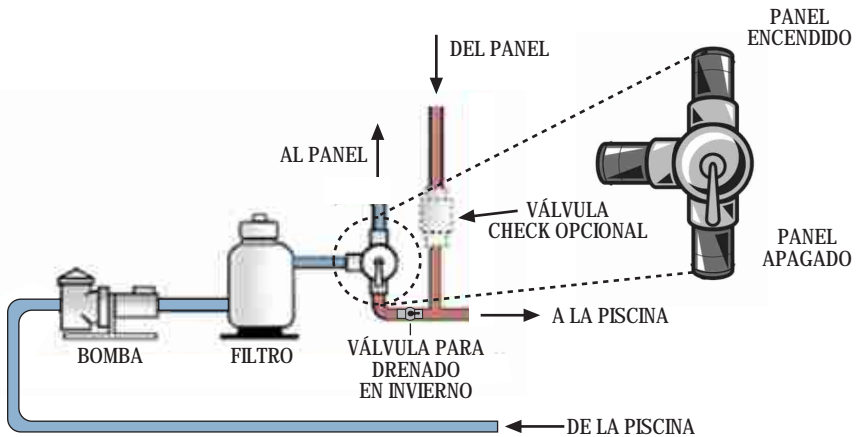 PANEL
ENCENDIDO
DEL PANEL
AL PANEL
VÁLVULA
CHECK OPCIONAL
PANEL
APAGADO
A LA PISCINA
BOMBA
FILTRO
VÁLVULA PARA
DRENADO
EN INVIERNO
DE LA PISCINA